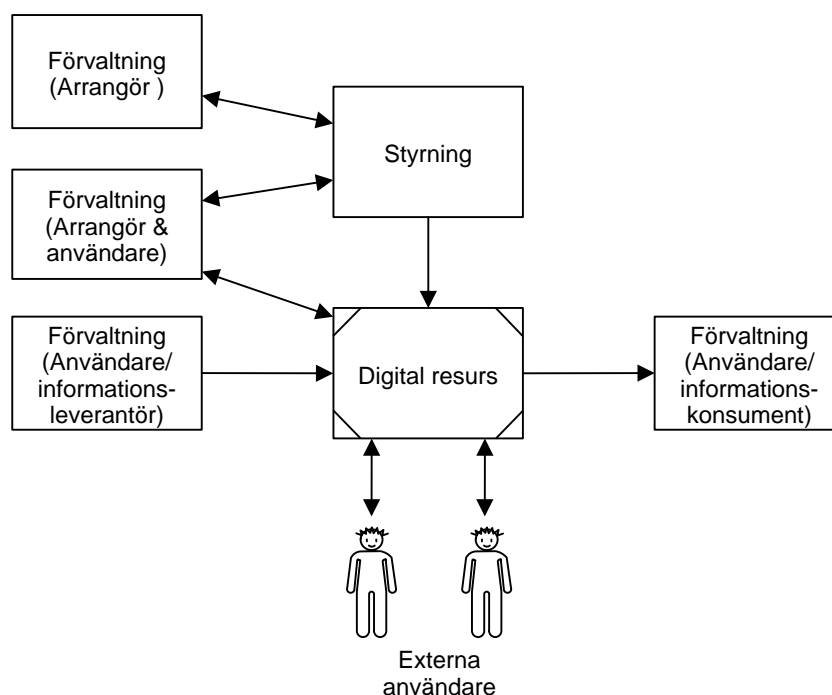 Förvaltning
(Arrangör )
Styrning
Förvaltning
(Arrangör &
användare)
Förvaltning
(Användare/
informations-
leverantör)
Digital resurs
Förvaltning
(Användare/
informations-
konsument)
Externa
användare